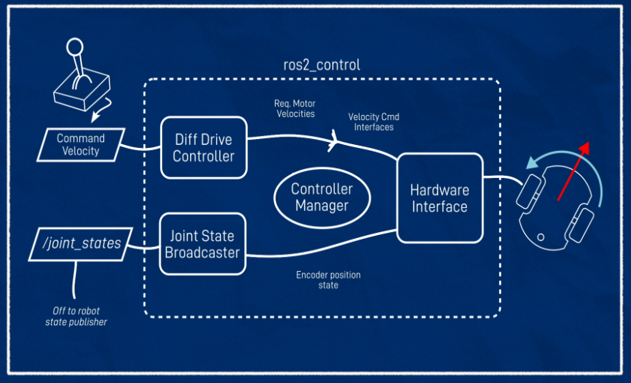 ros2_control
Req. Motor
Velocities
Velocity Cmd
Interfaces
Command
Velocity
Diff Drive
Controller
Controller
Manager
Hardware
Interface
/joint_states
Joint State
Broadcaster
Encoder position
state
Off to robot
state publisher